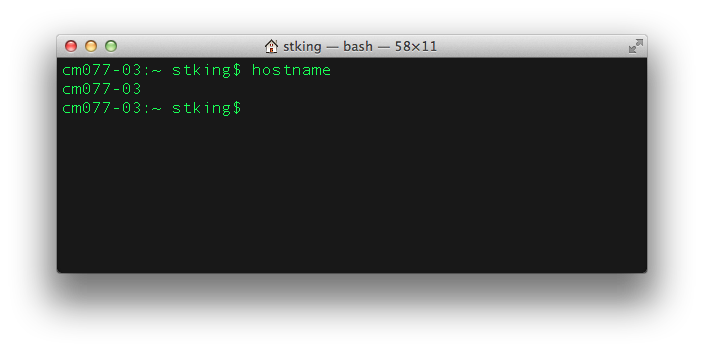 stking — bash — 58×11
cm077-03:~ stking$ hostname
cm077-03
cm077-03:~ stking$